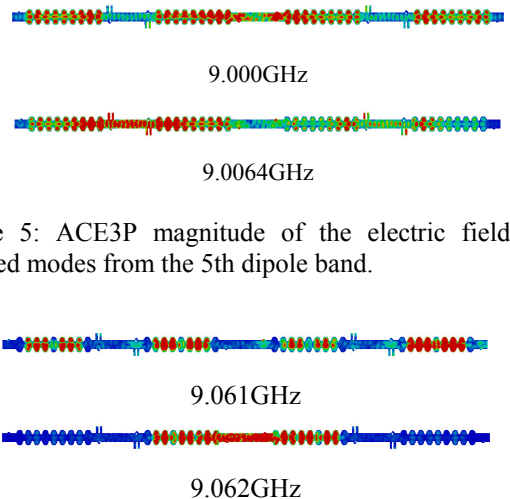 9.000GHz
9.0064GHz
5: ACE3P magnitude of the electric field
modes from the 5th dipole band.
9.061GHz
9.062GHz